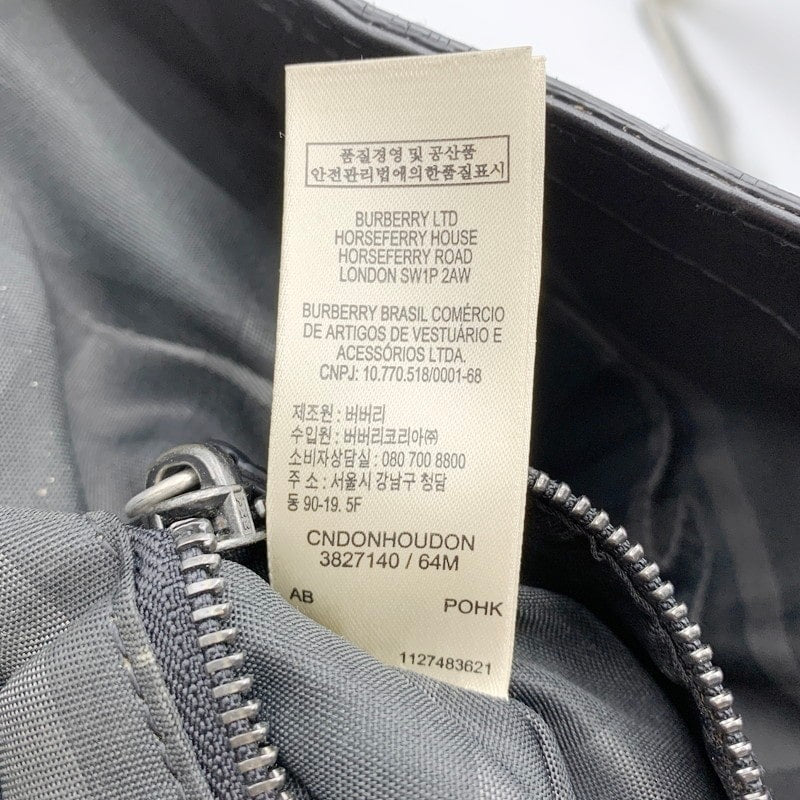 품질경영 및 공산품
안전관리법에의한품질표시
BURBERRY LTD
HORSEFERRY HOUSE
HORSEFERRY ROAD
LONDON SW1P 2AW
BURBERRY BRASIL COMÉRCIO
DE ARTIGOS DE VESTUÁRIO E
ACESSÓRIOS LTDA.
CNPJ: 10.770.518/0001-68
제조원 : 버버리
수입원 : 버버리코리아㈜
소비자상담실 : 080 700 8800
주 소 : 서울시 강남구 청담
동 90-19. 5F
CNDONHOUDON
3827140 / 64M
AB POHK
1127483621